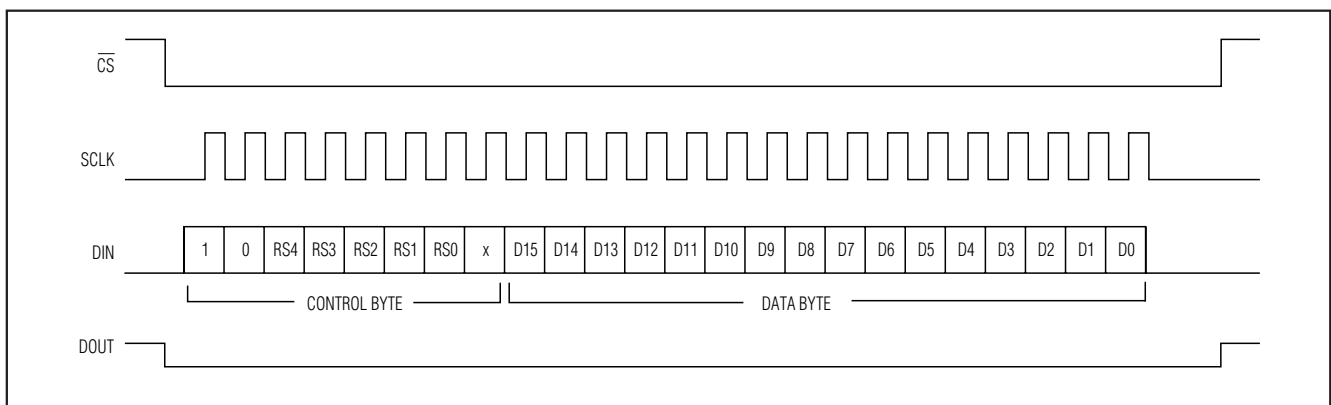 C̅S̅
SCLK
DIN 1 0 RS4 RS3 RS2 RS1 RS0 x D15 D14 D13 D12 D11 D10 D9 D8 D7 D6 D5 D4 D3 D2 D1 D0
CONTROL BYTE DATA BYTE
DOUT